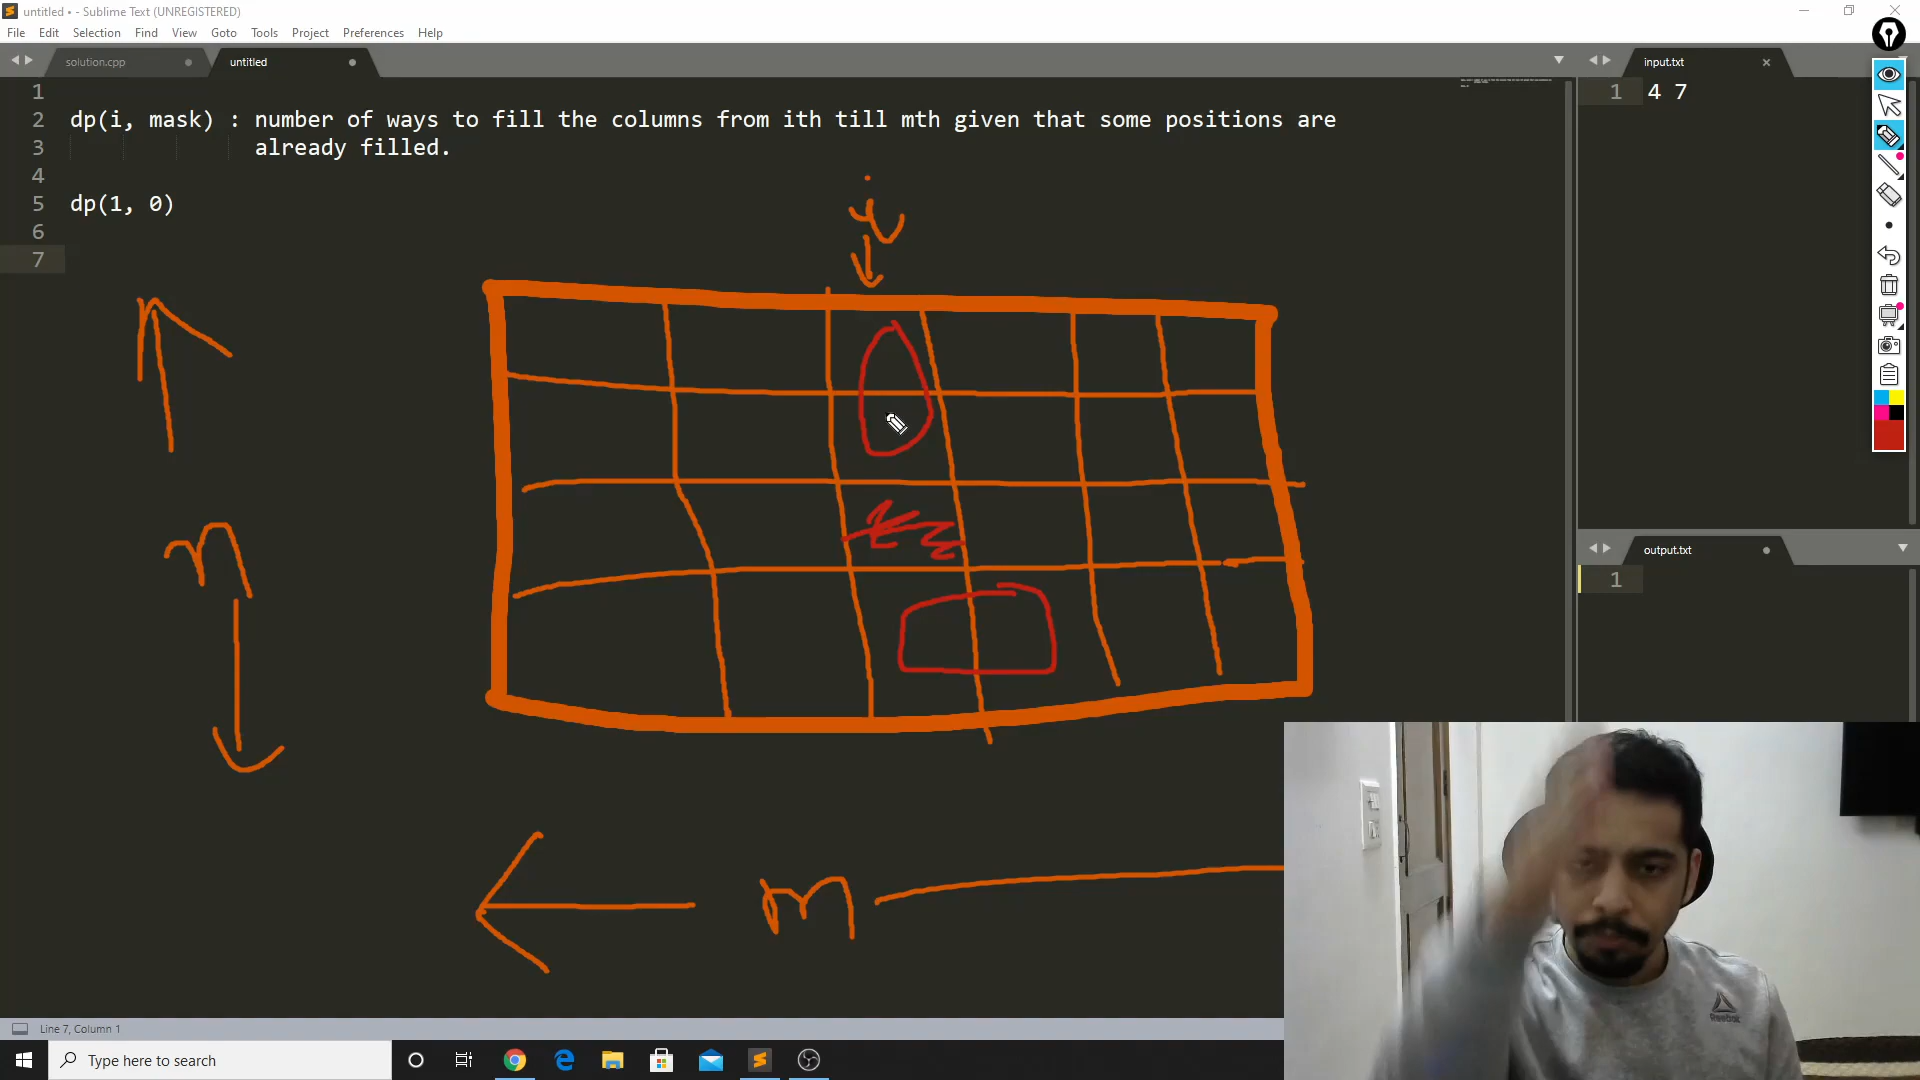 untitled • - Sublime Text (UNREGISTERED)
File Edit Selection Find View Goto Tools Project Preferences Help
solution.cpp
untitled
input.txt
1
2 dp(i, mask) : number of ways to fill the columns from ith till mth given that some positions are
3 already filled.
4
5 dp(1, 0)
6
7
1 4 7
i
n
m
output.txt
1
Reebok
Line 7, Column 1
Type here to search